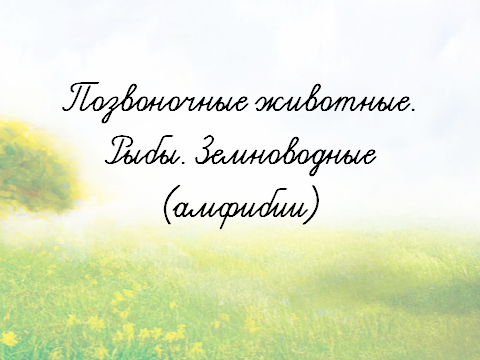 Позвоночные животные.
Рыбы. Земноводные
(амфибии)